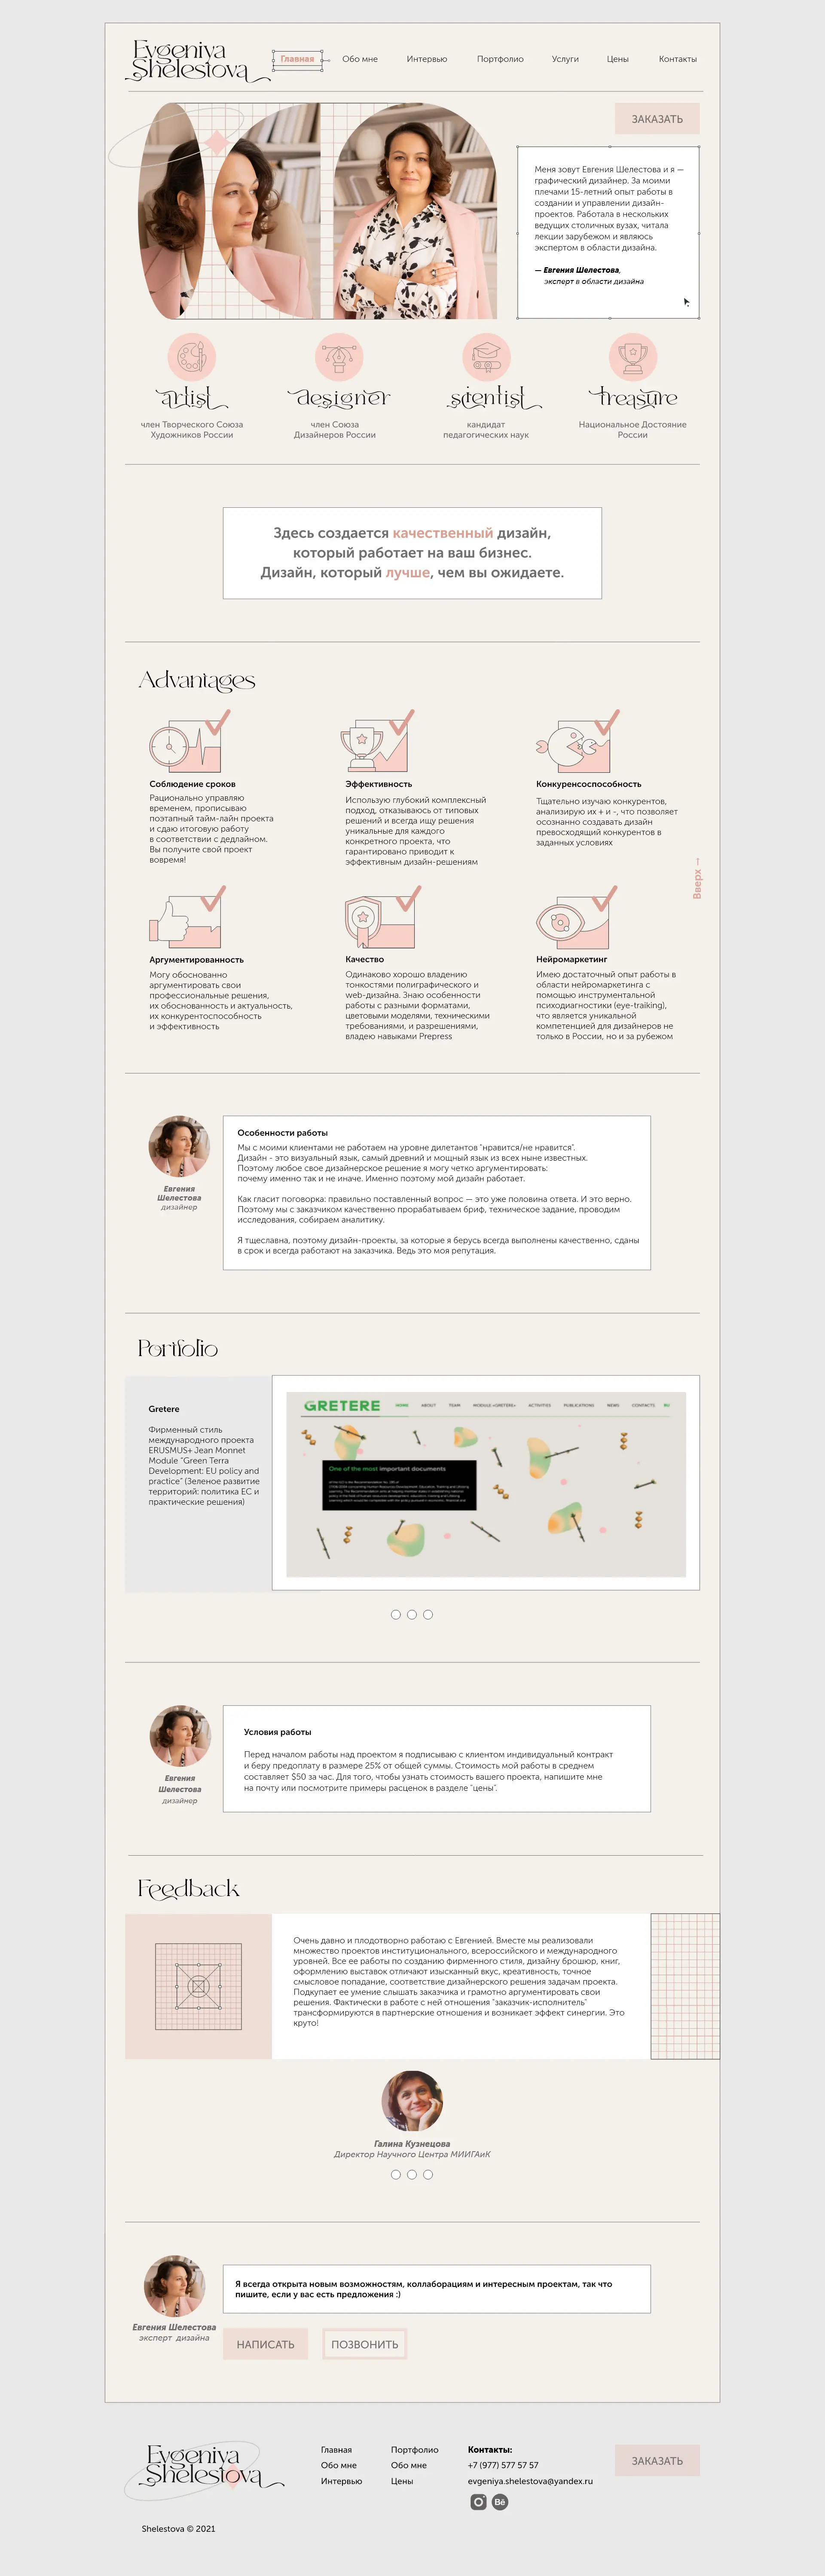 Evgeniya
Shelestova
Главная
Обо мне
Интервью
Портфолио
Услуги
Цены
Контакты
ЗАКАЗАТЬ
Меня зовут Евгения Шелестова и я —
графический дизайнер. За моими
плечами 15-летний опыт работы в
создании и управлении дизайн-
проектов. Работала в нескольких
ведущих столичных вузах, читала
лекции зарубежом и являюсь
экспертом в области дизайна.
— Евгения Шелестова,
эксперт в области дизайна
artist
член Творческого Союза
Художников России
designer
член Союза
Дизайнеров России
scientist
кандидат
педагогических наук
treasure
Национальное Достояние
России
Здесь создается качественный дизайн,
который работает на ваш бизнес.
Дизайн, который лучше, чем вы ожидаете.
Advantages
Соблюдение сроков
Рационально управляю
временем, прописываю
поэтапный тайм-лайн проекта
и сдаю итоговую работу
в соответствии с дедлайном.
Вы получите свой проект
вовремя!
Эффективность
Использую глубокий комплексный
подход, отказываюсь от типовых
решений и всегда ищу решения
уникальные для каждого
конкретного проекта, что
гарантировано приводит к
эффективным дизайн-решениям
Конкуренсоспособность
Тщательно изучаю конкурентов,
анализирую их + и -, что позволяет
осознанно создавать дизайн
превосходящий конкурентов в
заданных условиях
Вверх →
Аргументированность
Могу обоснованно
аргументировать свои
профессиональные решения,
их обоснованность и актуальность,
их конкурентоспособность
и эффективность
Качество
Одинаково хорошо владению
тонкостями полиграфического и
web-дизайна. Знаю особенности
работы с разными форматами,
цветовыми моделями, техническими
требованиями, и разрешениями,
владею навыками Prepress
Нейромаркетинг
Имею достаточный опыт работы в
области нейромаркетинга с
помощью инструментальной
психодиагностики (eye-traiking),
что является уникальной
компетенцией для дизайнеров не
только в России, но и за рубежом
Евгения
Шелестова
дизайнер
Особенности работы
Мы с моими клиентами не работаем на уровне дилетантов "нравится/не нравится".
Дизайн - это визуальный язык, самый древний и мощный язык из всех ныне известных.
Поэтому любое свое дизайнерское решение я могу четко аргументировать:
почему именно так и не иначе. Именно поэтому мой дизайн работает.
Как гласит поговорка: правильно поставленный вопрос — это уже половина ответа. И это верно.
Поэтому мы с заказчиком качественно прорабатываем бриф, техническое задание, проводим
исследования, собираем аналитику.
Я тщеславна, поэтому дизайн-проекты, за которые я берусь всегда выполнены качественно, сданы
в срок и всегда работают на заказчика. Ведь это моя репутация.
Portfolio
Gretere
Фирменный стиль
международного проекта
ERUSMUS+ Jean Monnet
Module "Green Terra
Development: EU policy and
practice" (Зеленое развитие
территорий: политика ЕС и
практические решения)
GRETERE
HOME
ABOUT
TEAM
MODULE «GRETERE»
ACTIVITIES
PUBLICATIONS
NEWS
CONTACTS
RU
One of the most important documents
Евгения
Шелестова
дизайнер
Условия работы
Перед началом работы над проектом я подписываю с клиентом индивидуальный контракт
и беру предоплату в размере 25% от общей суммы. Стоимость мой работы в среднем
составляет $50 за час. Для того, чтобы узнать стоимость вашего проекта, напишите мне
на почту или посмотрите примеры расценок в разделе "цены".
Feedback
Очень давно и плодотворно работаю с Евгенией. Вместе мы реализовали
множество проектов институционального, всероссийского и международного
уровней. Все ее работы по созданию фирменного стиля, дизайну брошюр, книг,
оформлению выставок отличают изысканный вкус, креативность, точное
смысловое попадание, соответствие дизайнерского решения задачам проекта.
Подкупает ее умение слышать заказчика и грамотно аргументировать свои
решения. Фактически в работе с ней отношения "заказчик-исполнитель"
трансформируются в партнерские отношения и возникает эффект синергии. Это
круто!
Галина Кузнецова
Директор Научного Центра МИИГАиК
Я всегда открыта новым возможностям, коллаборациям и интересным проектам, так что
пишите, если у вас есть предложения :)
Евгения Шелестова
эксперт дизайна
НАПИСАТЬ
ПОЗВОНИТЬ
Evgeniya
Shelestova
Главная
Обо мне
Интервью
Портфолио
Обо мне
Цены
Контакты:
+7 (977) 577 57 57
evgeniya.shelestova@yandex.ru
Bē
ЗАКАЗАТЬ
Shelestova © 2021